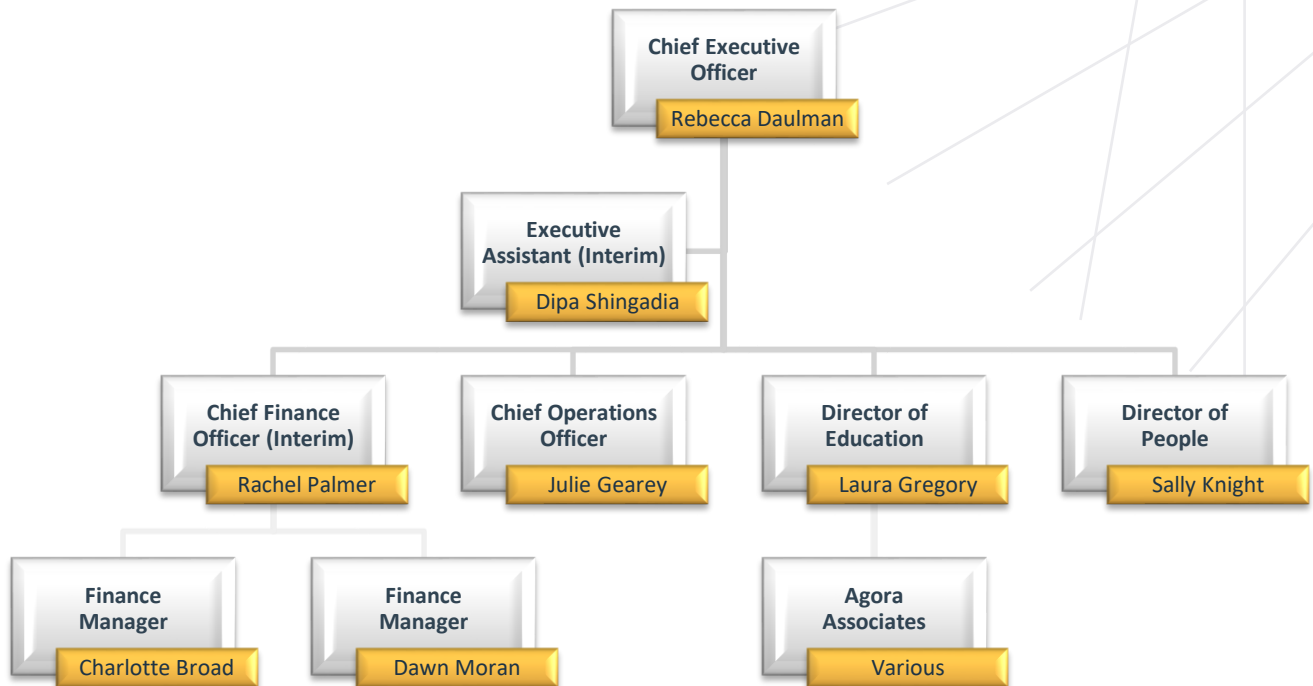 Chief Executive
Officer
Rebecca Daulman
Executive
Assistant (Interim)
Dipa Shingadia
Chief Finance
Officer (Interim)
Rachel Palmer
Chief Operations
Officer
Julie Gearey
Director of
Education
Laura Gregory
Director of
People
Sally Knight
Finance
Manager
Charlotte Broad
Finance
Manager
Dawn Moran
Agora
Associates
Various